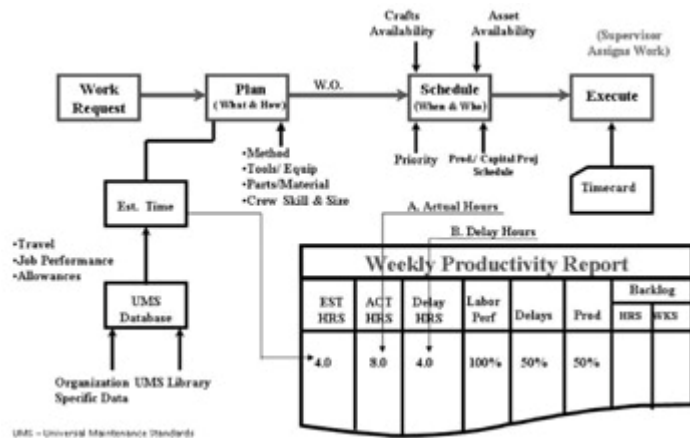 Crafts
Availability
Asset
Availability
(Supervisor
Assigns Work)
Work
Request
Plan
(What & How)
W.O.
Schedule
(When & Who)
Execute
•Method
•Tools/ Equip
•Parts/Material
•Crew Skill & Size
Priority
Prod./ Capital Proj
Schedule
Timecard
Est. Time
A. Actual Hours
B. Delay Hours
•Travel
•Job Performance
•Allowances
UMS
Database
Organization
Specific Data
UMS Library
Weekly Productivity Report
EST
HRS
ACT
HRS
Delay
HRS
Labor
Perf
Delays
Prod
Backlog
HRS
WKS
4.0
8.0
4.0
100%
50%
50%
UMS – Universal Maintenance Standards